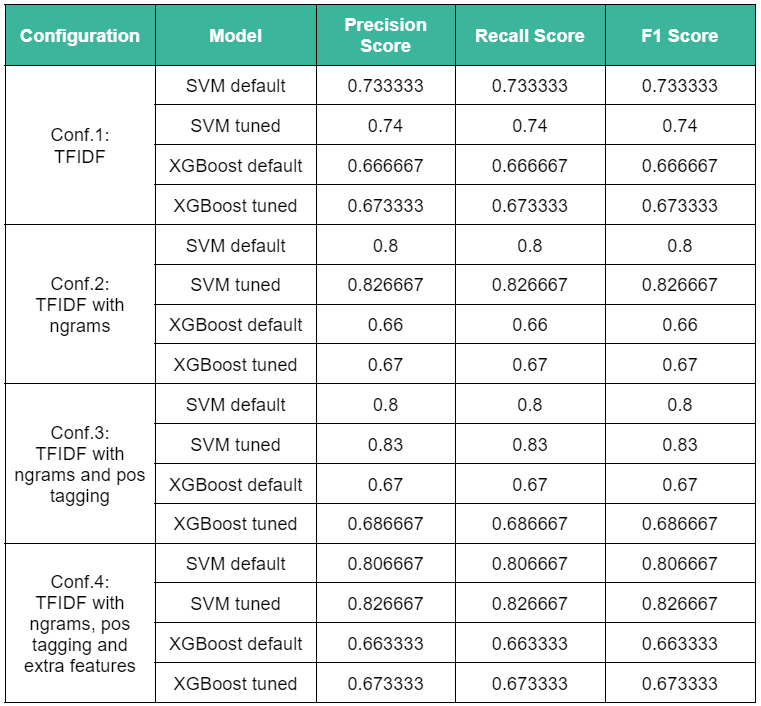 Configuration Model Precision Score Recall Score F1 Score
Conf.1: TFIDF
SVM default 0.733333 0.733333 0.733333
SVM tuned 0.74 0.74 0.74
XGBoost default 0.666667 0.666667 0.666667
XGBoost tuned 0.673333 0.673333 0.673333
Conf.2: TFIDF with ngrams
SVM default 0.8 0.8 0.8
SVM tuned 0.826667 0.826667 0.826667
XGBoost default 0.66 0.66 0.66
XGBoost tuned 0.67 0.67 0.67
Conf.3: TFIDF with ngrams and pos tagging
SVM default 0.8 0.8 0.8
SVM tuned 0.83 0.83 0.83
XGBoost default 0.67 0.67 0.67
XGBoost tuned 0.686667 0.686667 0.686667
Conf.4: TFIDF with ngrams, pos tagging and extra features
SVM default 0.806667 0.806667 0.806667
SVM tuned 0.826667 0.826667 0.826667
XGBoost default 0.663333 0.663333 0.663333
XGBoost tuned 0.673333 0.673333 0.673333